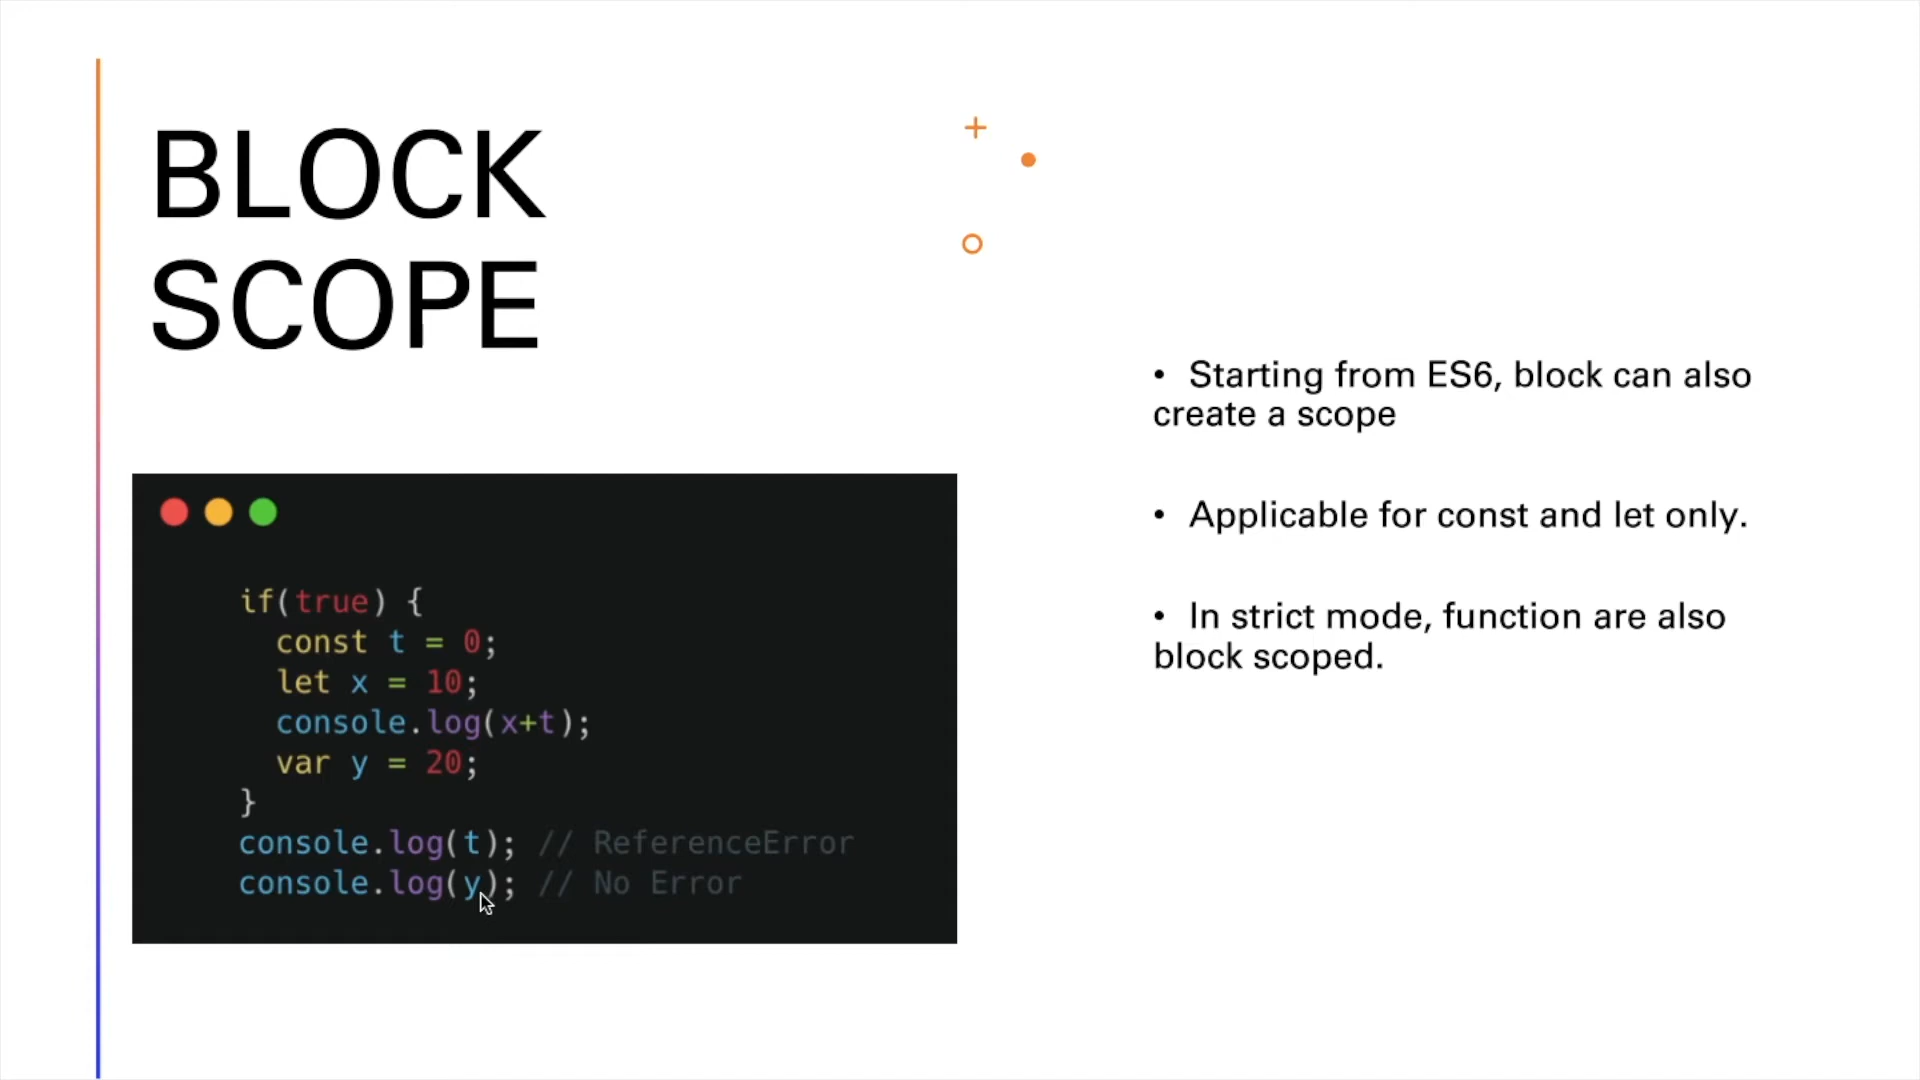 BLOCK
SCOPE
if(true) {
const t = 0;
let x = 10;
console.log(x+t);
var y = 20;
}
console.log(t); // ReferenceError
console.log(y); // No Error
• Starting from ES6, block can also
create a scope
• Applicable for const and let only.
• In strict mode, function are also
block scoped.